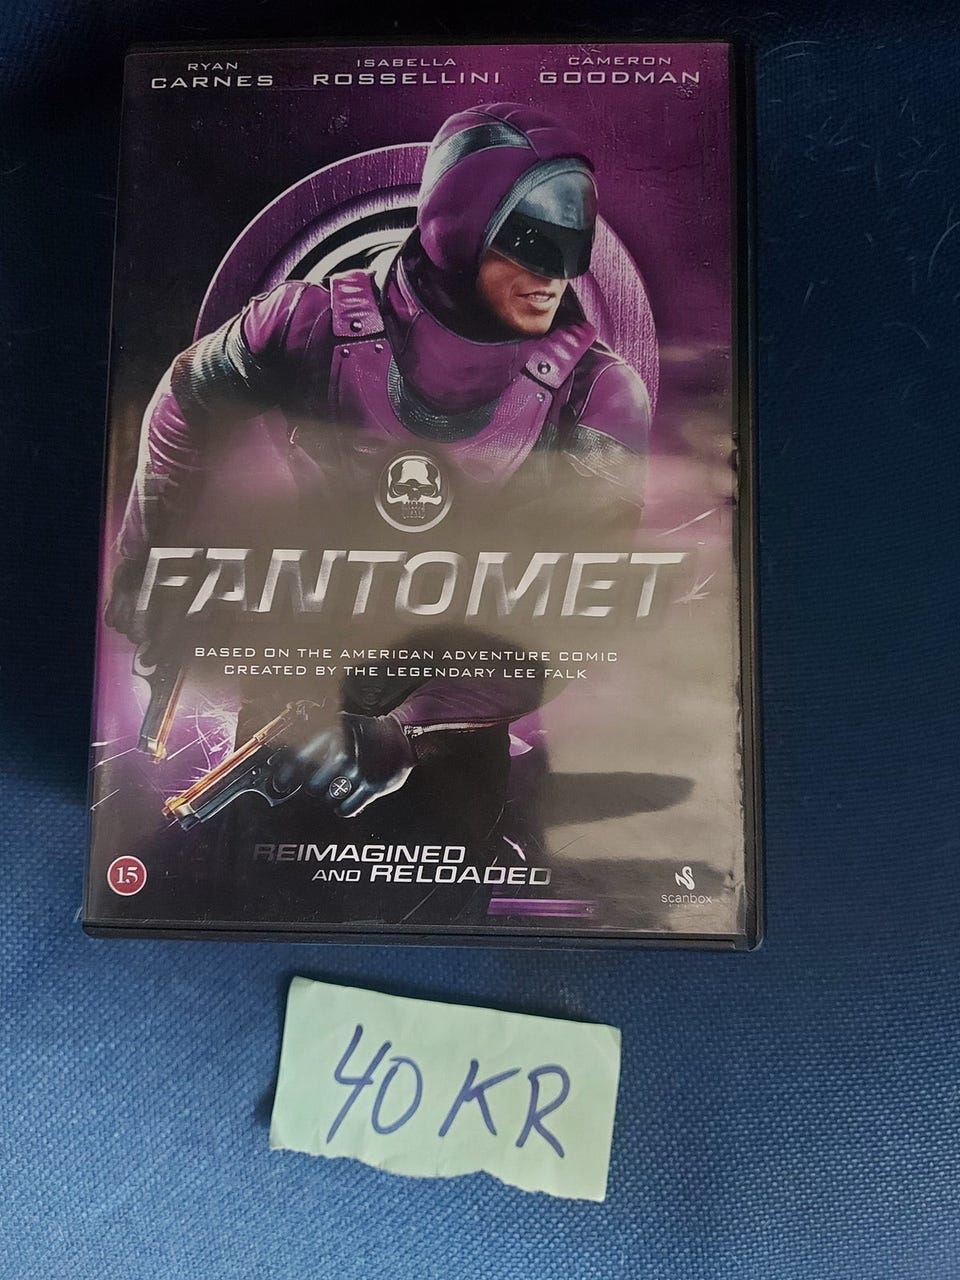 RYAN CARNES
ISABELLA ROSSELLINI
CAMERON GOODMAN
FANTOMET
BASED ON THE AMERICAN ADVENTURE COMIC
CREATED BY THE LEGENDARY LEE FALK
REIMAGINED
AND RELOADED
15
scanbox
40 KR